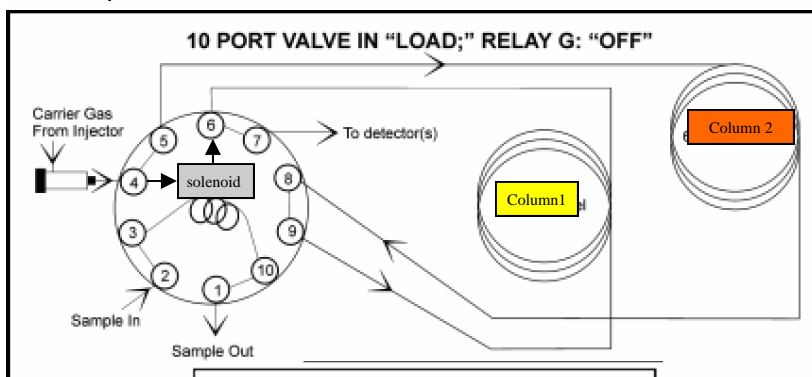 10 PORT VALVE IN “LOAD;” RELAY G: “OFF”
Carrier Gas
From Injector
To detector(s)
6
7
5
4
8
3
9
2
10
1
solenoid
Column1
el
Column 2
Sample In
Sample Out